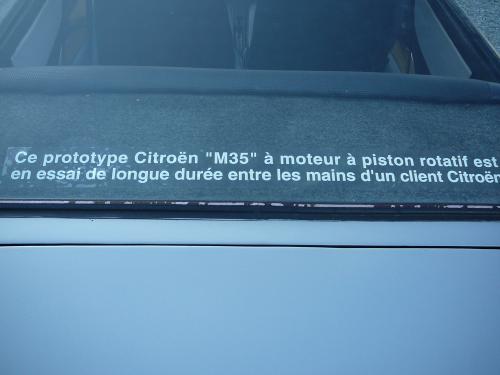 Ce prototype Citroën "M35" à moteur à piston rotatif est
en essai de longue durée entre les mains d'un client Citroën